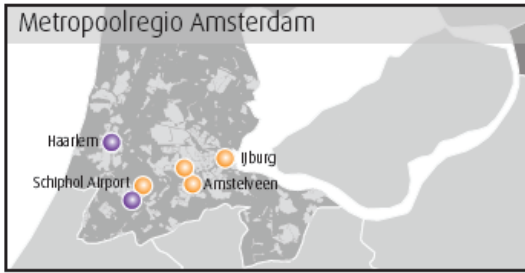 Metropoolregio Amsterdam
Haarlem
IJburg
Schiphol Airport
Amstelveen